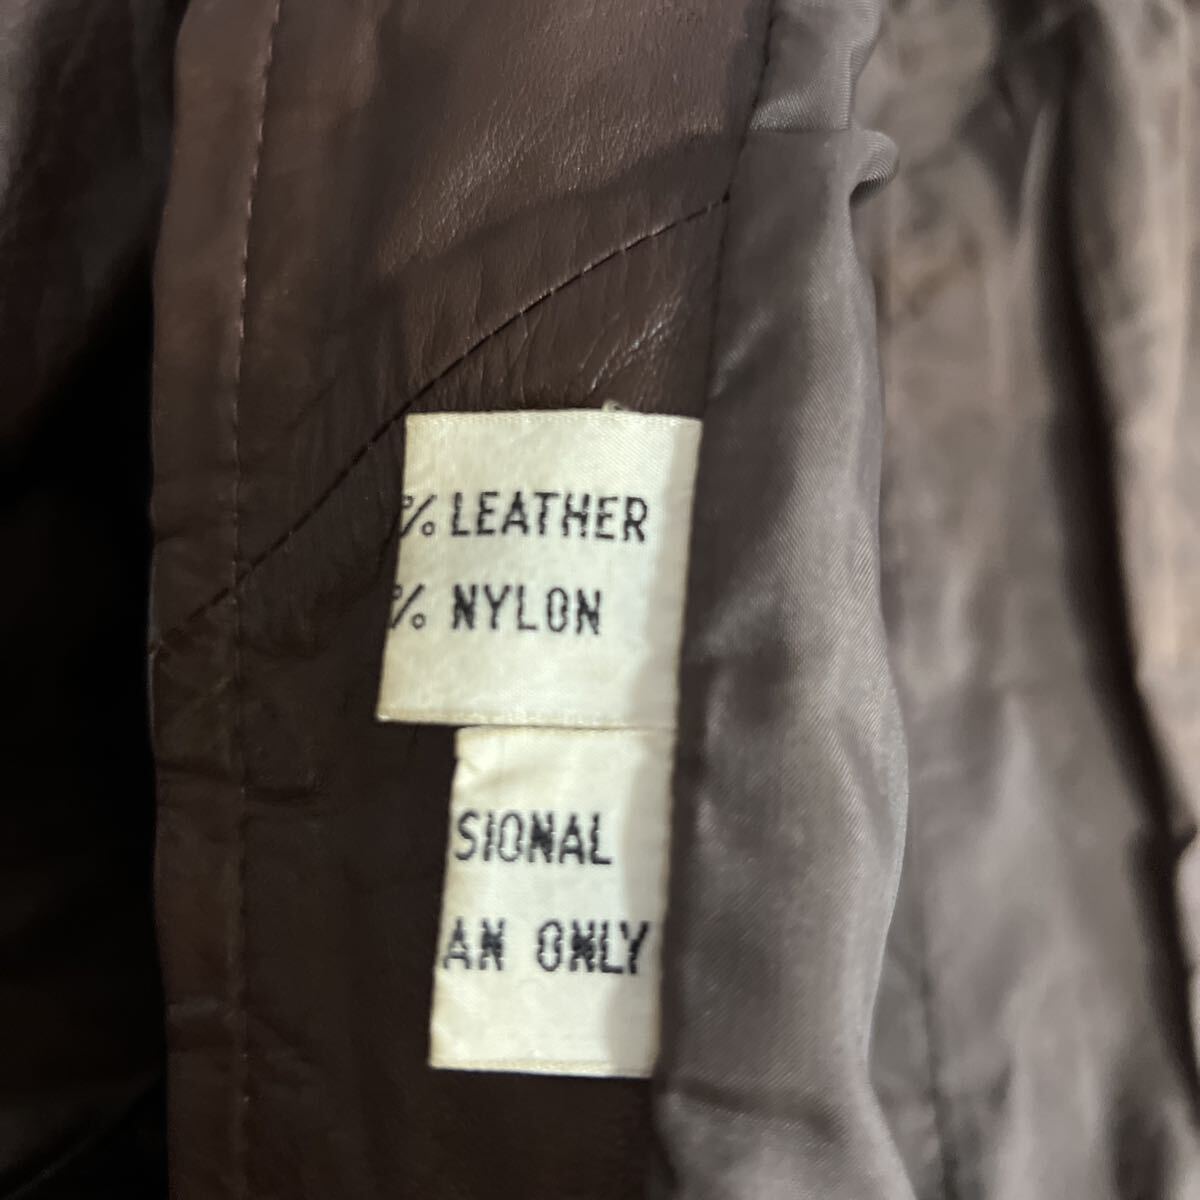 % LEATHER
% NYLON
SIONAL
AN ONLY